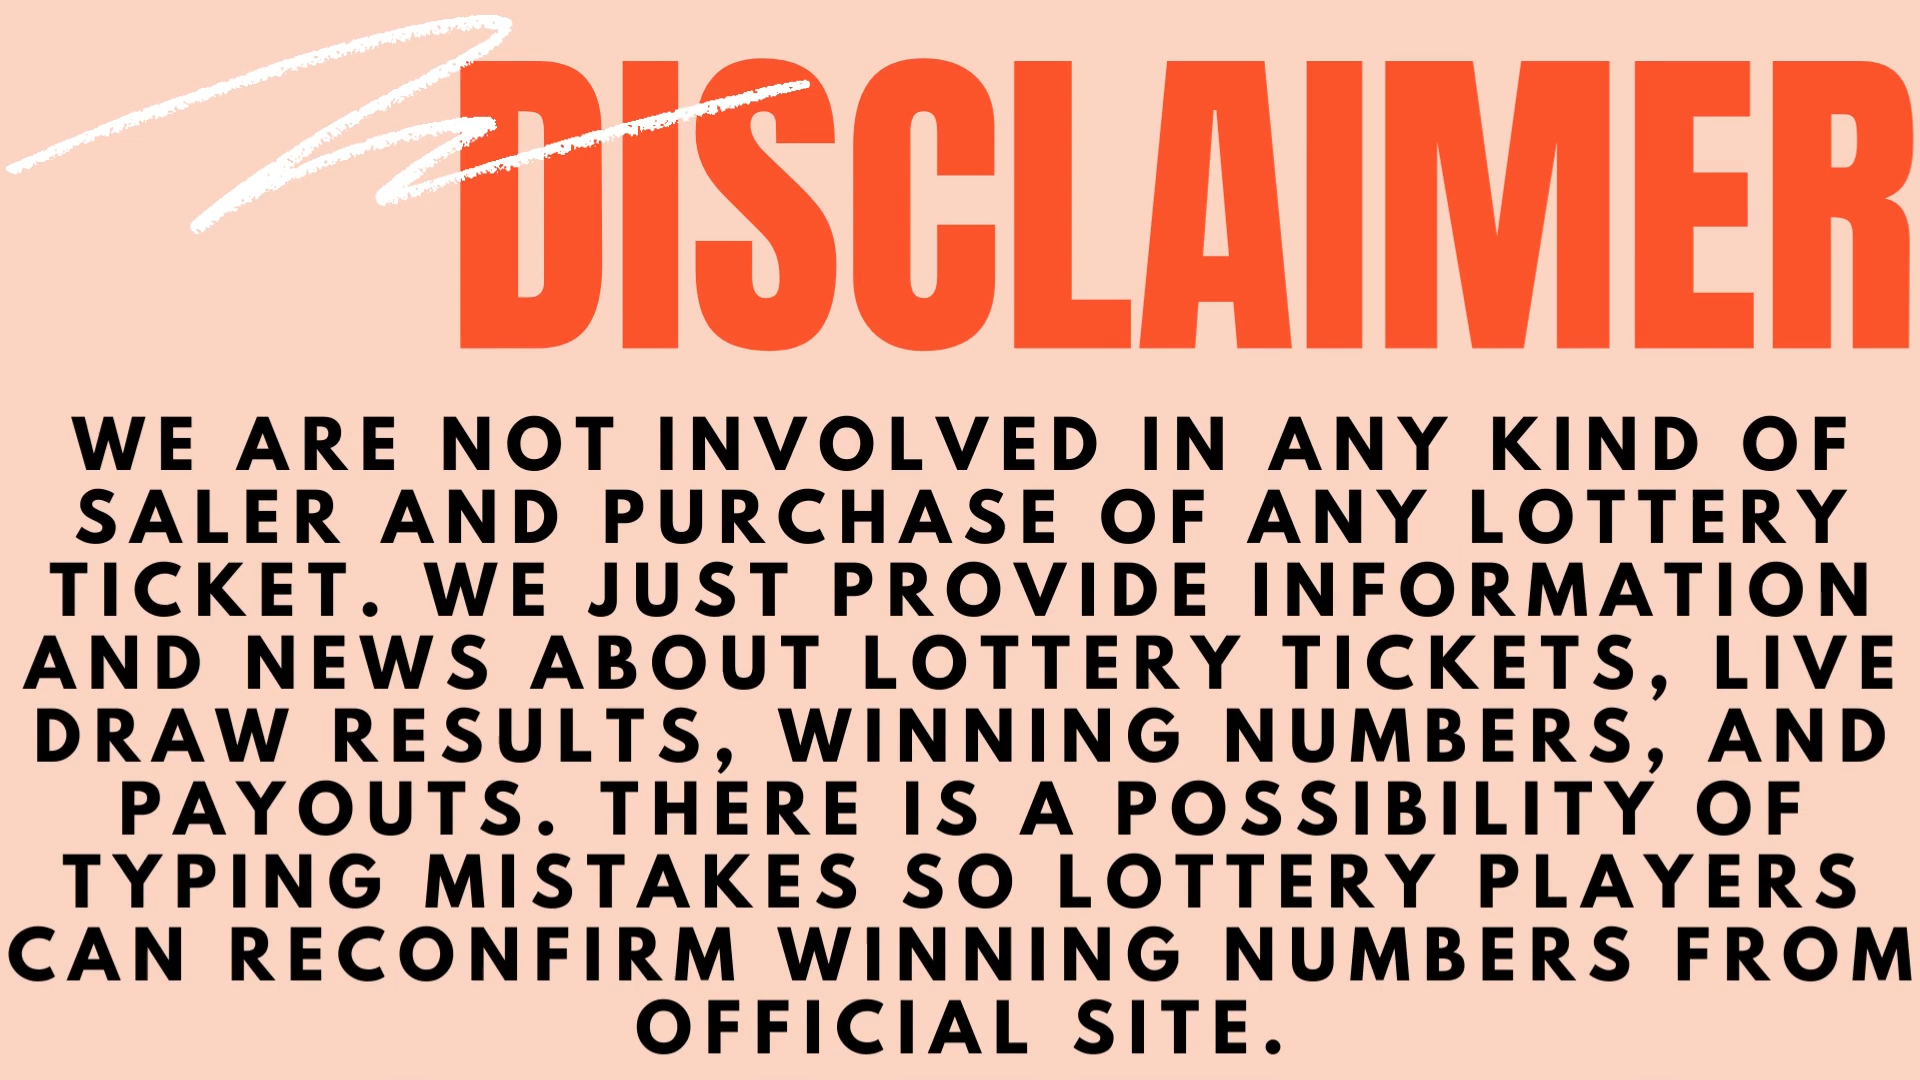 DISCLAIMER
WE ARE NOT INVOLVED IN ANY KIND OF
SALER AND PURCHASE OF ANY LOTTERY
TICKET. WE JUST PROVIDE INFORMATION
AND NEWS ABOUT LOTTERY TICKETS, LIVE
DRAW RESULTS, WINNING NUMBERS, AND
PAYOUTS. THERE IS A POSSIBILITY OF
TYPING MISTAKES SO LOTTERY PLAYERS
CAN RECONFIRM WINNING NUMBERS FROM
OFFICIAL SITE.